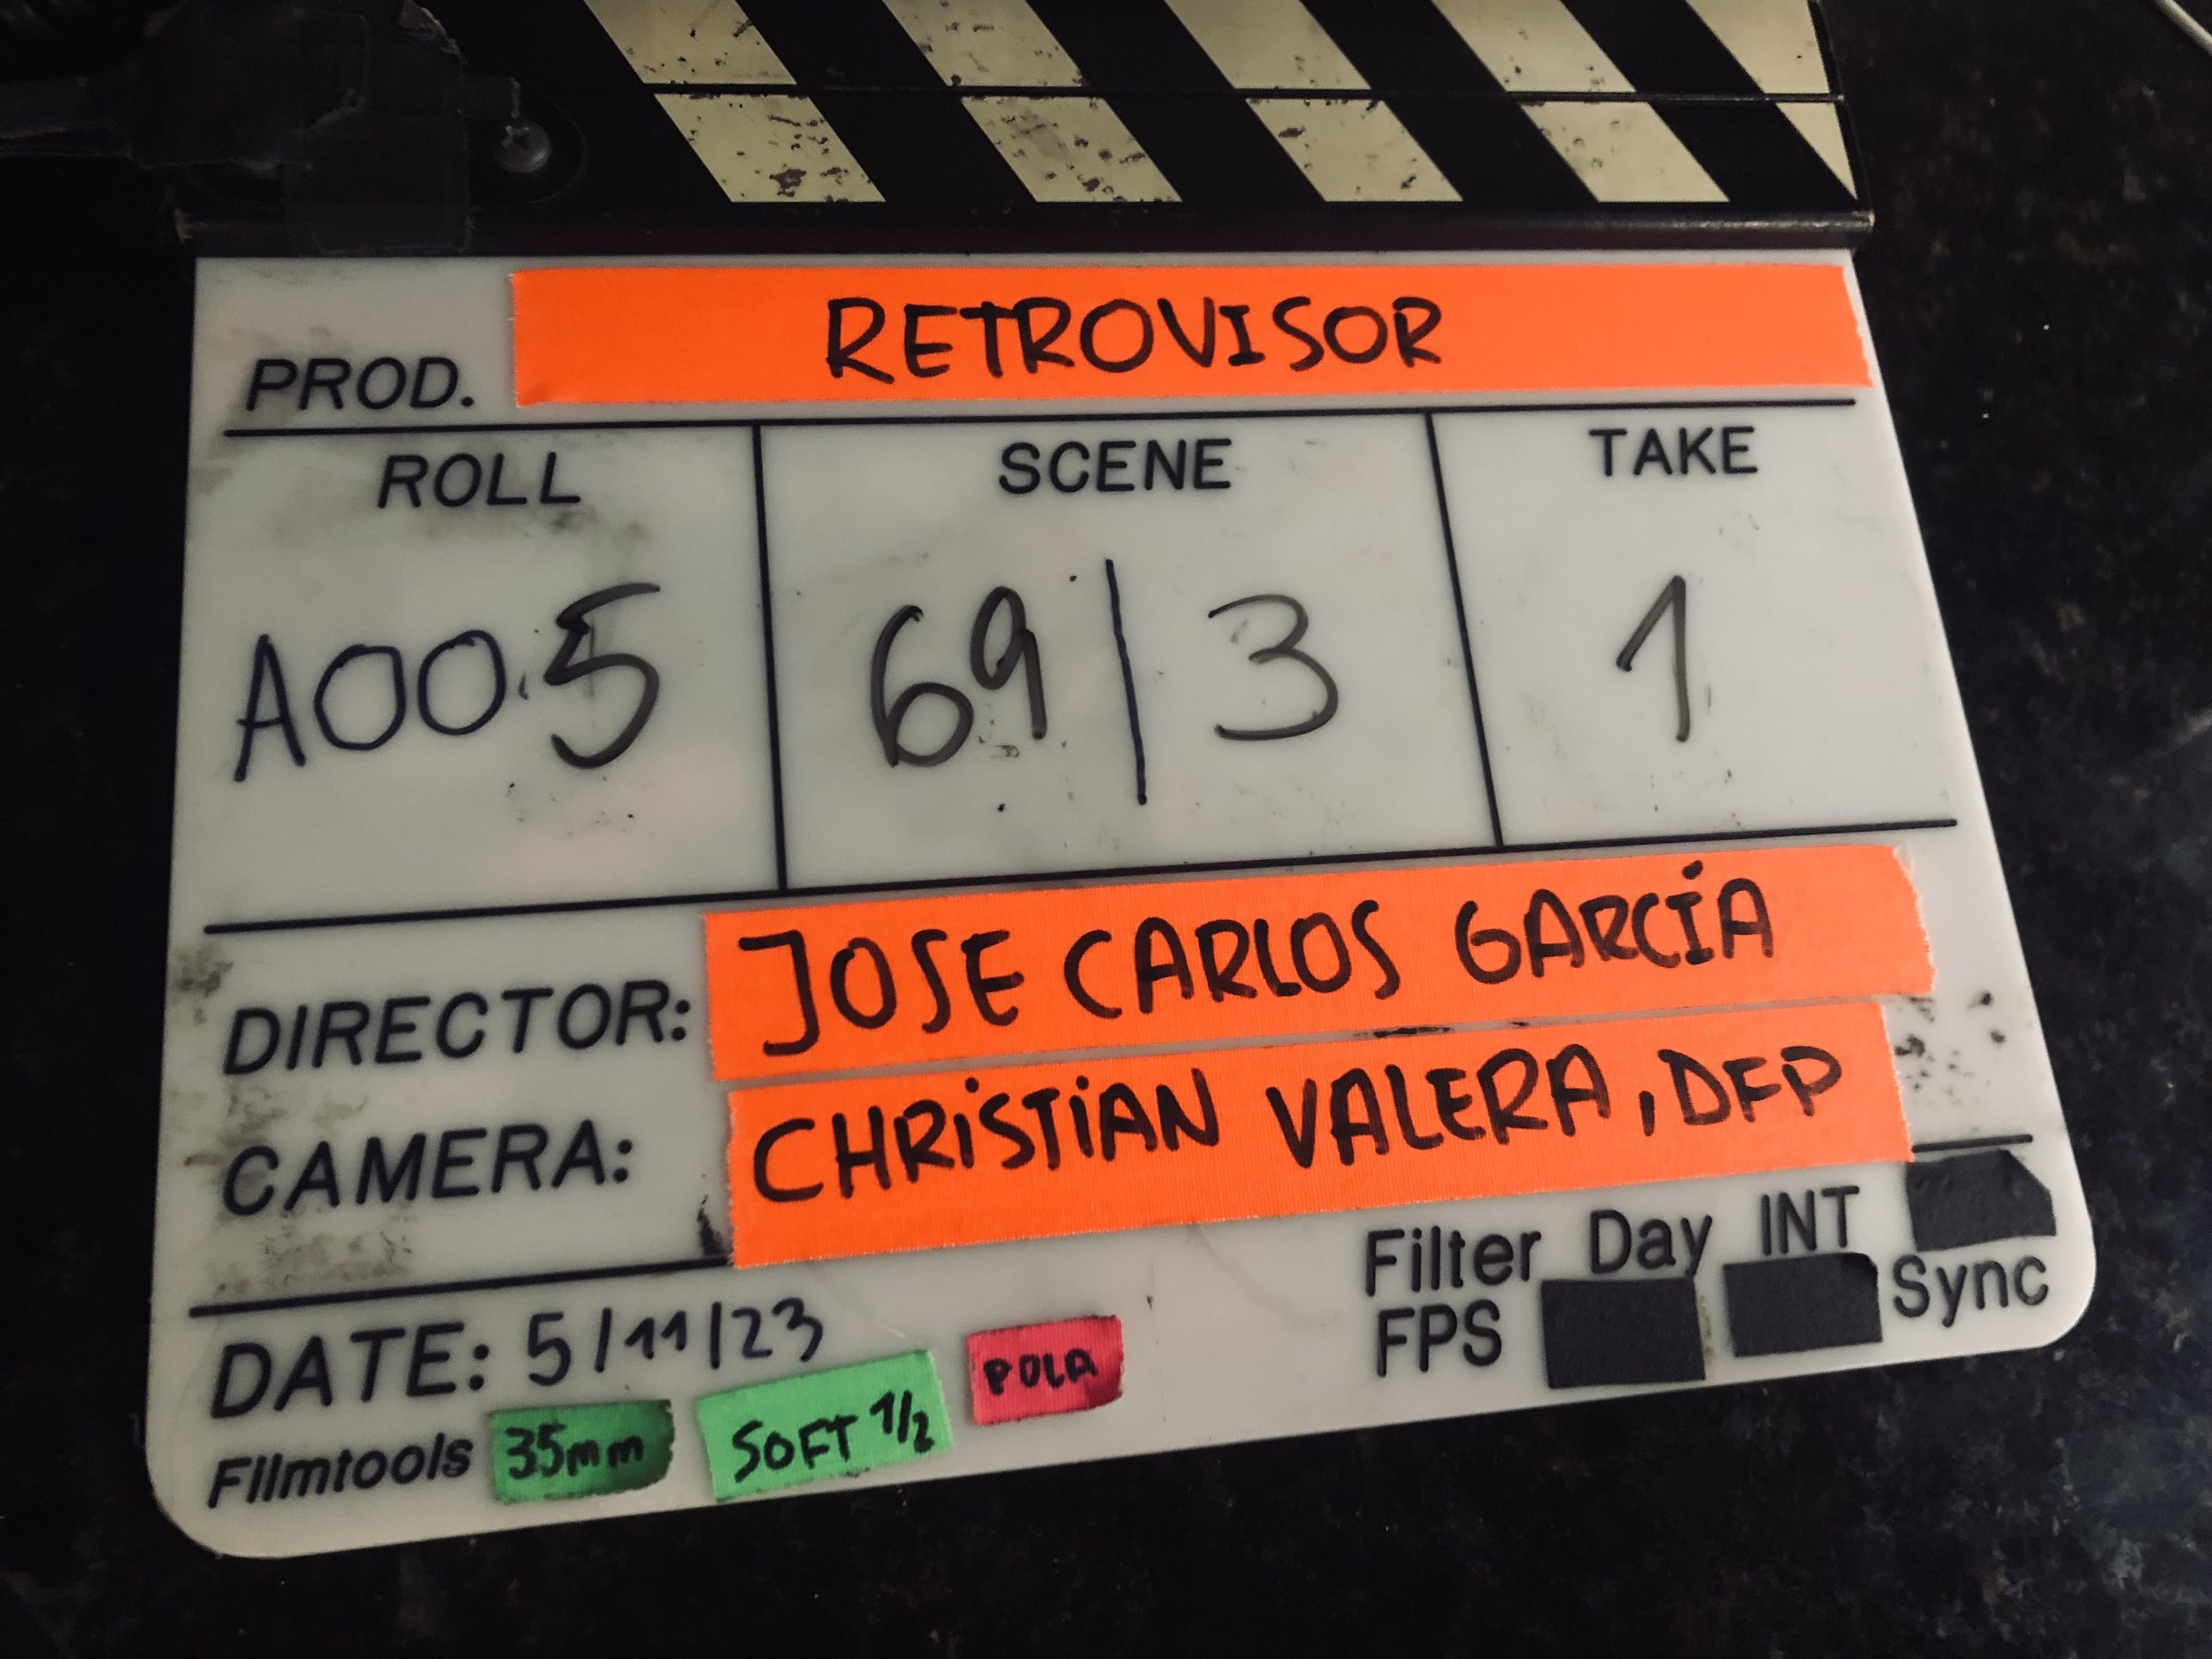 PROD. RETROVISOR
ROLL SCENE TAKE
A005 69 | 3 1
DIRECTOR: JOSE CARLOS GARCÍA
CAMERA: CHRISTIAN VALERA, DFP
Filter Day INT
DATE: 5/11/23 FPS Sync
Filmtools 35mm SOFT 1/2 POLA